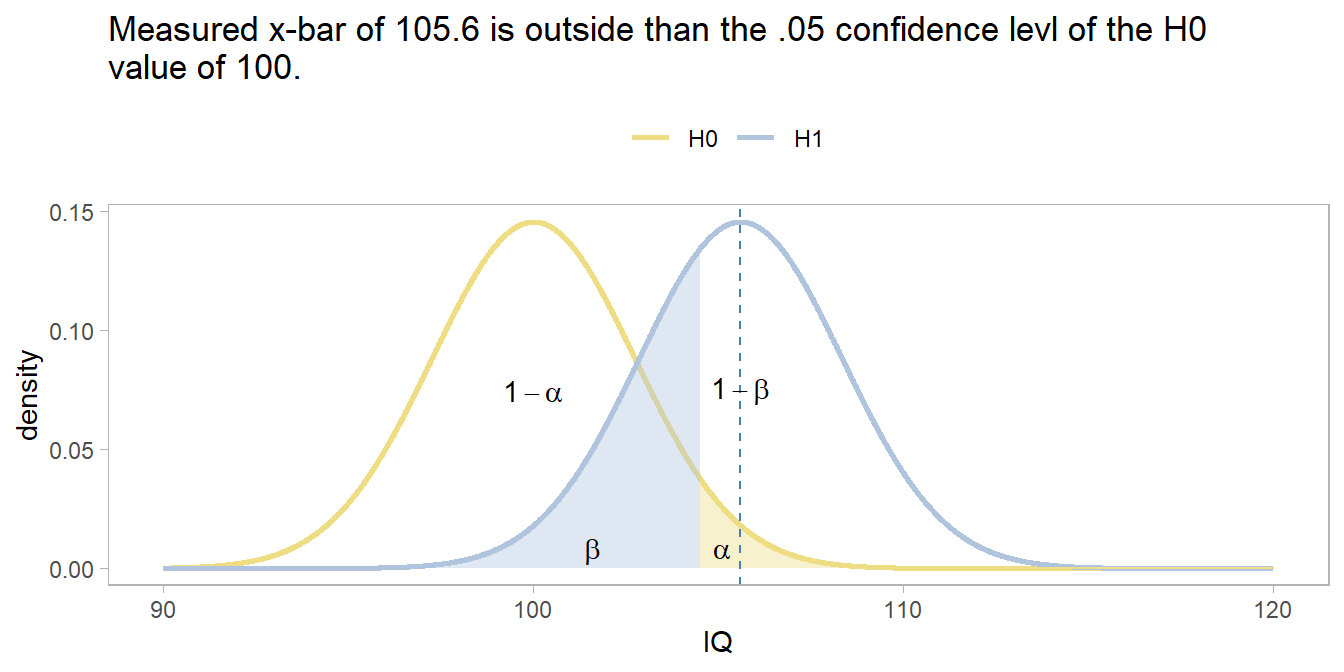 Measured x-bar of 105.6 is outside than the .05 confidence levl of the H0
value of 100.
H0 H1
0.15
0.10
0.05
0.00
density
1 − α
1 − β
β
α
90 100 110 120
IQ